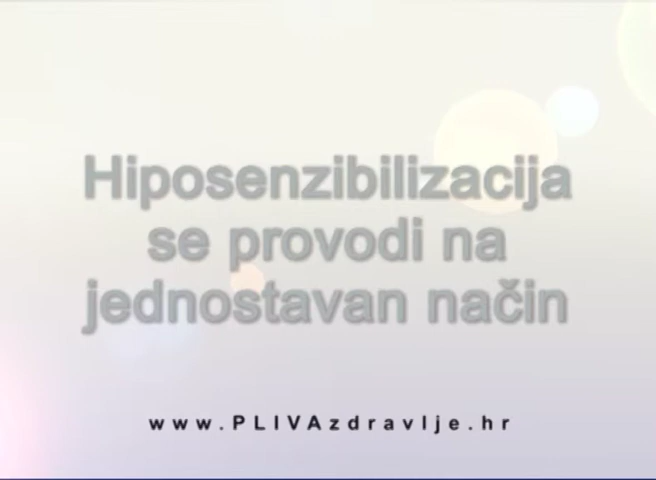 Hiposenzibilizacija
se provodi na
jednostavan način
www.PLIVAzdravlje.hr